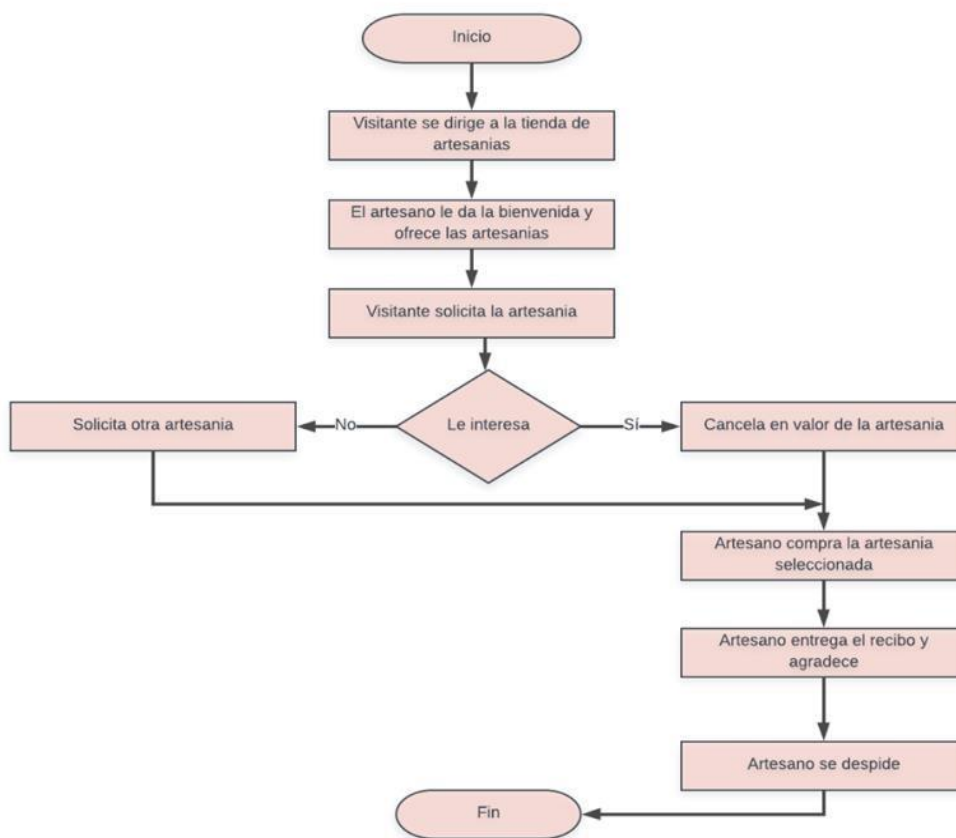 Inicio
Visitante se dirige a la tienda de
artesanias
El artesano le da la bienvenida y
ofrece las artesanias
Visitante solicita la artesania
Solicita otra artesania
No
Le interesa
Sí
Cancela en valor de la artesania
Artesano compra la artesania
seleccionada
Artesano entrega el recibo y
agradece
Artesano se despide
Fin